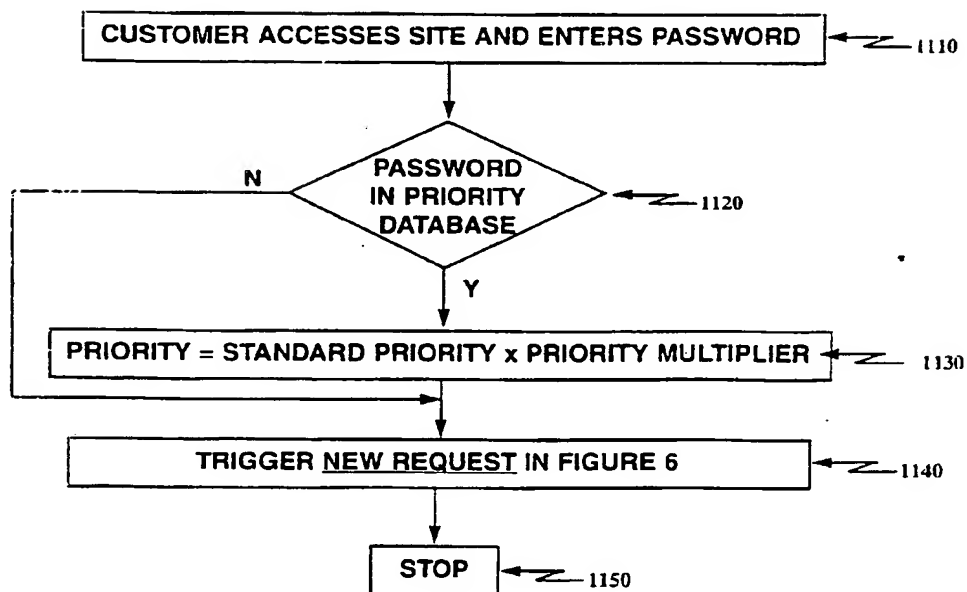 CUSTOMER ACCESSES SITE AND ENTERS PASSWORD
1110
PASSWORD
IN PRIORITY
DATABASE
1120
N
Y
PRIORITY = STANDARD PRIORITY x PRIORITY MULTIPLIER
1130
TRIGGER NEW REQUEST IN FIGURE 6
1140
STOP
1150